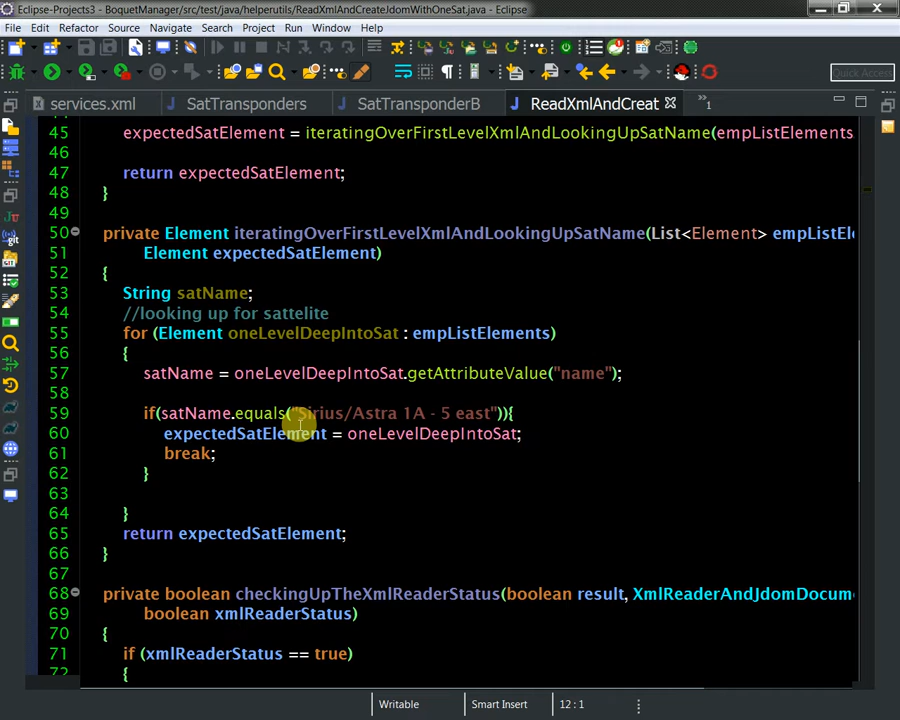 Eclipse-Projects3 - BoquetManager/src/test/java/helperutils/ReadXmlAndCreateJdomWithOneSat.java - Eclipse
File Edit Refactor Source Navigate Search Project Run Window Help
Quick Access
services.xml SatTransponders SatTransponderB ReadXmlAndCreat 1
45 expectedSatElement = iteratingOverFirstLevelXmlAndLookingUpSatName(empListElements
46
47 return expectedSatElement;
48 }
49
50 private Element iteratingOverFirstLevelXmlAndLookingUpSatName(List<Element> empListEle
51 Element expectedSatElement)
52 {
53 String satName;
54 //looking up for sattelite
55 for (Element oneLevelDeepIntoSat : empListElements)
56 {
57 satName = oneLevelDeepIntoSat.getAttributeValue("name");
58
59 if(satName.equals("Sirius/Astra 1A - 5 east")){
60 expectedSatElement = oneLevelDeepIntoSat;
61 break;
62 }
63
64 }
65 return expectedSatElement;
66 }
67
68 private boolean checkingUpTheXmlReaderStatus(boolean result, XmlReaderAndJdomDocume
69 boolean xmlReaderStatus)
70 {
71 if (xmlReaderStatus == true)
72 {
Writable Smart Insert 12 : 1